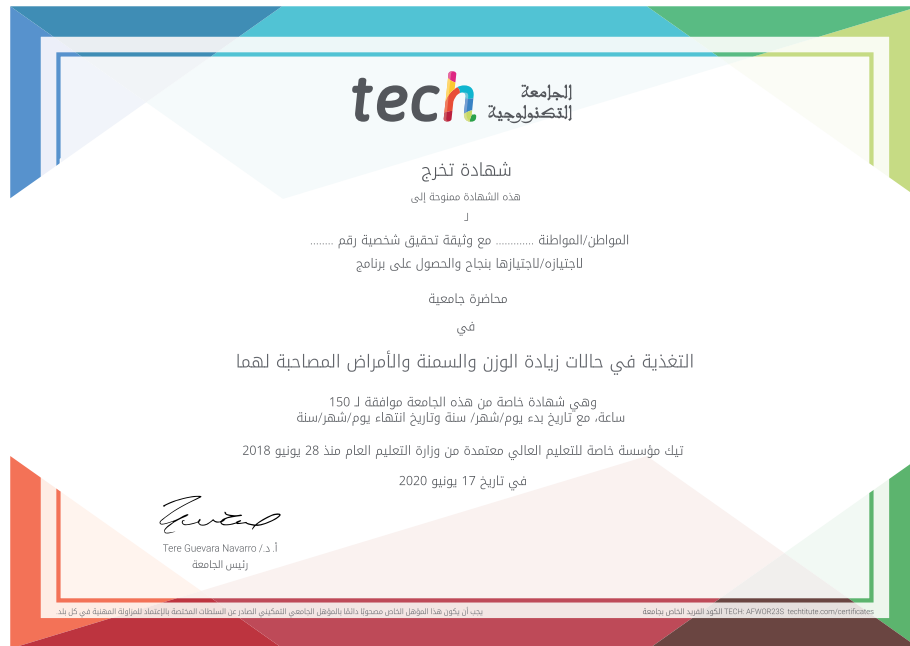 tech الجامعة
التكنولوجية
شهادة تخرج
هذه الشهادة ممنوحة إلى
لـ
المواطن/المواطنة ............ مع وثيقة تحقيق شخصية رقم ........
لاجتيازه/لاجتيازها بنجاح والحصول على برنامج
محاضرة جامعية
في
التغذية في حالات زيادة الوزن والسمنة والأمراض المصاحبة لهما
وهي شهادة خاصة من هذه الجامعة موافقة لـ 150
ساعة، مع تاريخ بدء يوم/شهر/ سنة وتاريخ انتهاء يوم/شهر/سنة
تيك مؤسسة خاصة للتعليم العالي معتمدة من وزارة التعليم العام منذ 28 يونيو 2018
في تاريخ 17 يونيو 2020
أ. د./ Tere Guevara Navarro
رئيس الجامعة
يجب أن يكون هذا المؤهل الخاص مصحوبًا دائمًا بالمؤهل الجامعي التمكيني الصادر عن السلطات المختصة بالإعتماد للمزاولة المهنية في كل بلد.
الكود الفريد الخاص بجامعة TECH: AFWOR23S techtitute.com/certificates